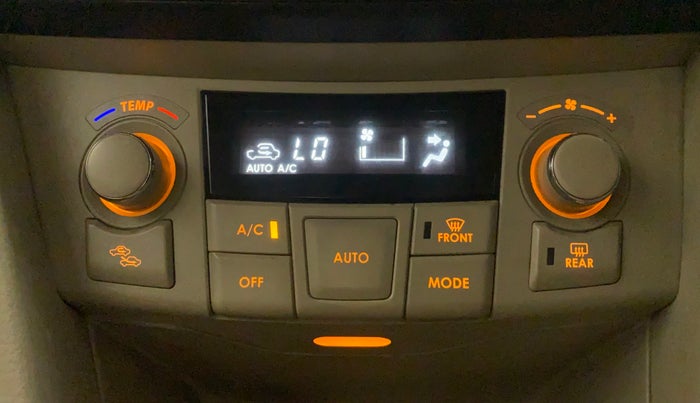 TEMP
- +
LO
AUTO A/C
A/C
AUTO
FRONT
OFF
MODE
REAR